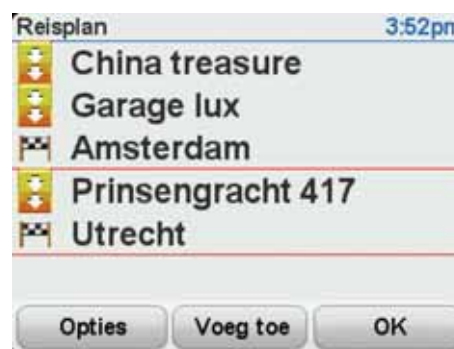 Reisplan 3:52pm
China treasure
Garage lux
Amsterdam
Prinsengracht 417
Utrecht
Opties Voeg toe OK